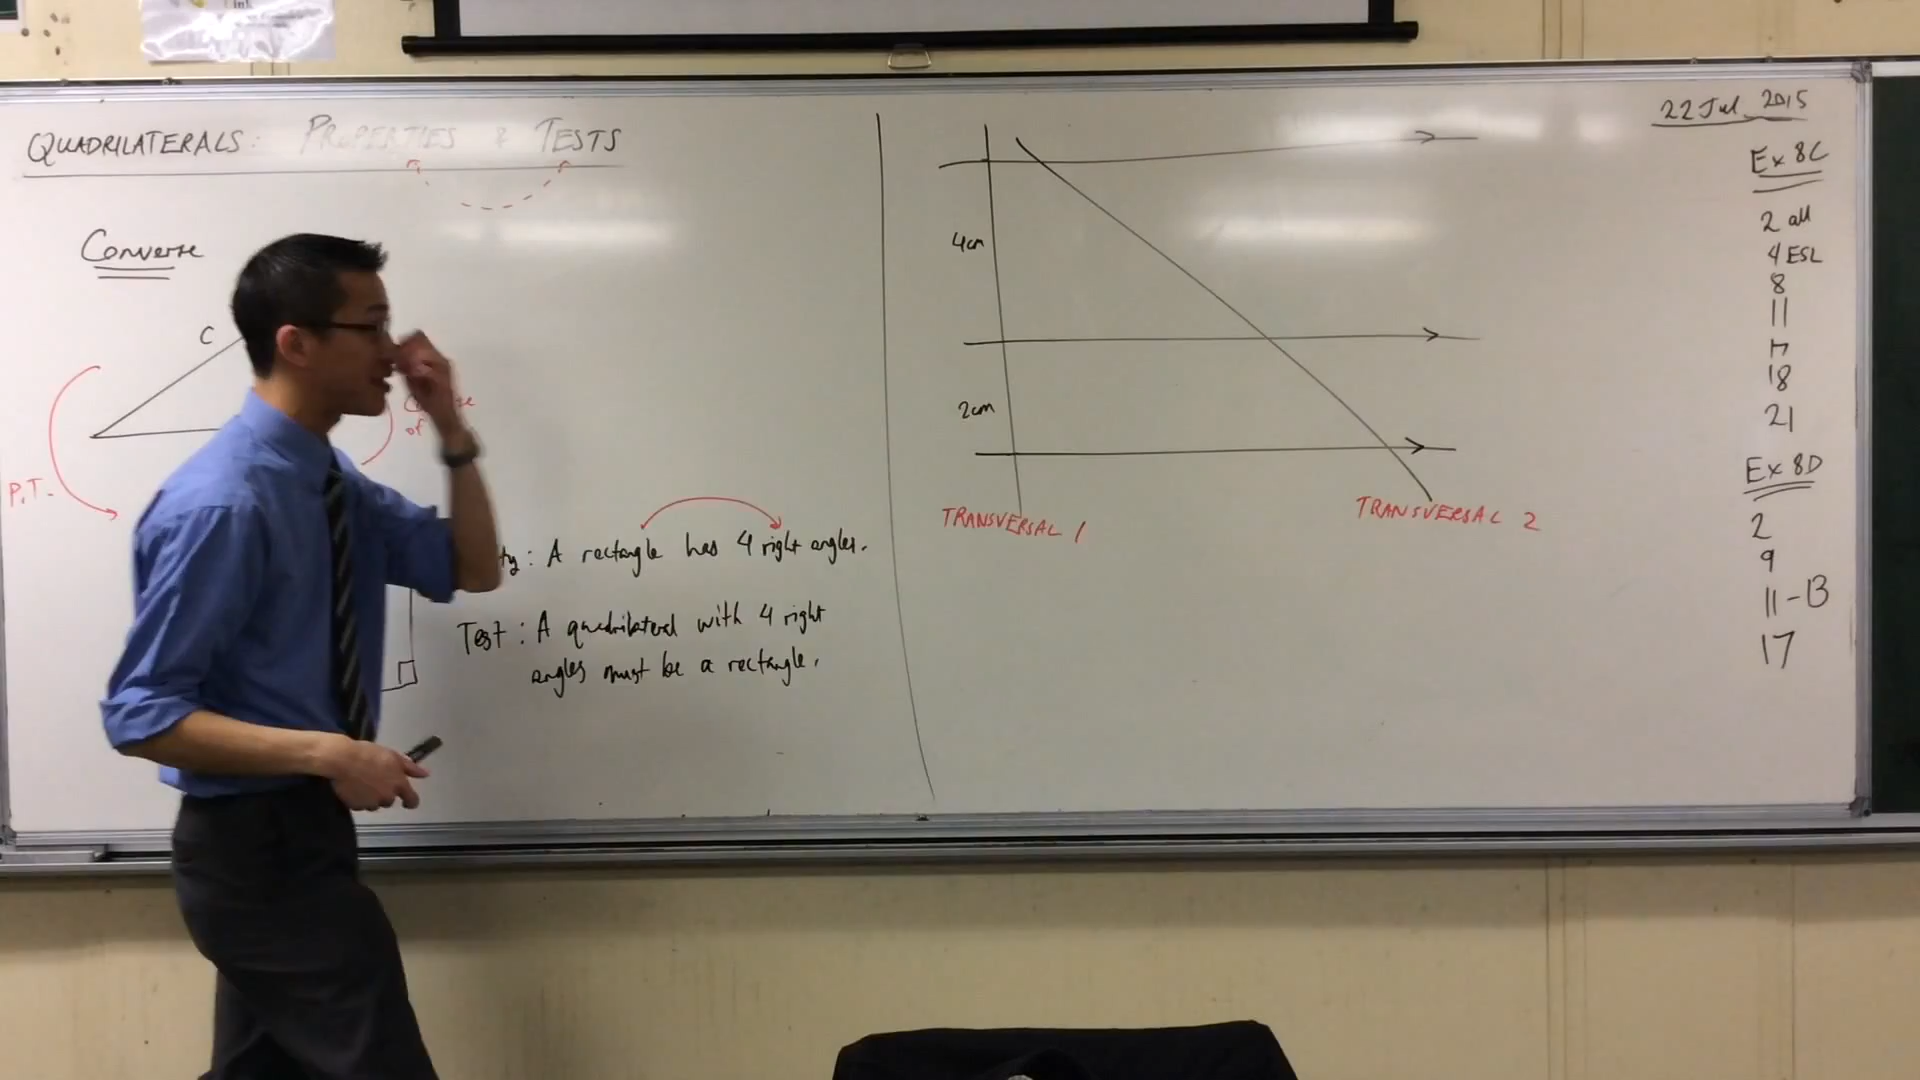 QUADRILATERALS: PROPERTIES & TESTS
Converse
C
of
P.T.
: A rectangle has 4 right angles.
Test: A quadrilateral with 4 right
angles must be a rectangle.
4cm
2cm
TRANSVERSAL 1
TRANSVERSAL 2
22 Jul 2015
Ex 8C
2 all
4 ESL
8
11
17
18
21
Ex 8D
2
9
11-13
17